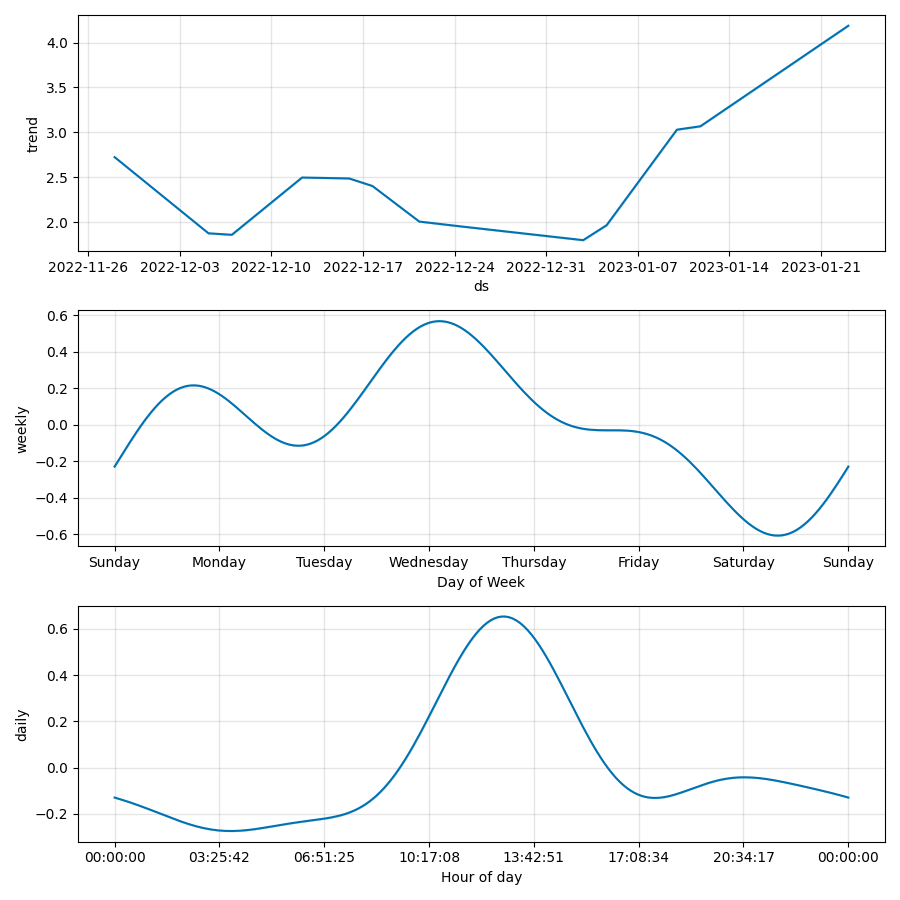 trend
4.0
3.5
3.0
2.5
2.0
2022-11-26 2022-12-03 2022-12-10 2022-12-17 2022-12-24 2022-12-31 2023-01-07 2023-01-14 2023-01-21
ds
weekly
0.6
0.4
0.2
0.0
−0.2
−0.4
−0.6
Sunday Monday Tuesday Wednesday Thursday Friday Saturday Sunday
Day of Week
daily
0.6
0.4
0.2
0.0
−0.2
00:00:00 03:25:42 06:51:25 10:17:08 13:42:51 17:08:34 20:34:17 00:00:00
Hour of day